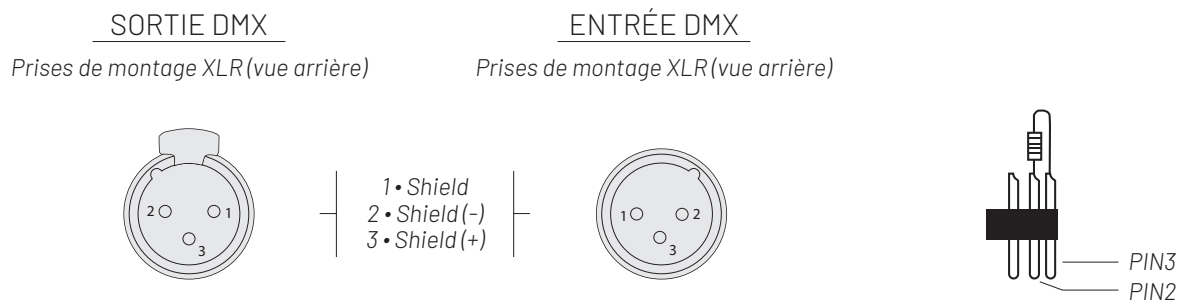 SORTIE DMX
Prises de montage XLR (vue arrière)
ENTRÉE DMX
Prises de montage XLR (vue arrière)
2 1
3
1 • Shield
2 • Shield (-)
3 • Shield (+)
1 2
3
PIN3
PIN2